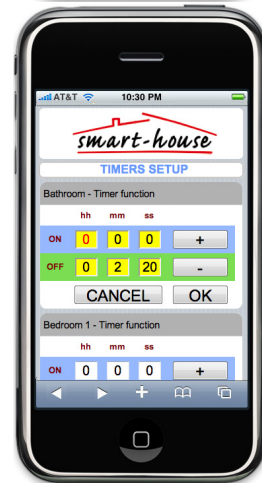 AT&T 10:30 PM
smart-house
TIMERS SETUP
Bathroom - Timer function
hh mm ss
ON 0 0 0 +
OFF 0 2 20 -
CANCEL OK
Bedroom 1 - Timer function
hh mm ss
ON 0 0 0 +